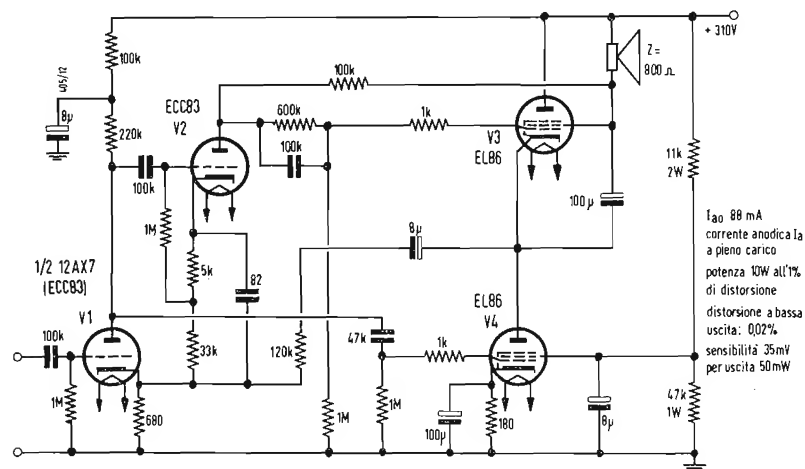 + 310V
100k
405/12
8µ
220k
ECC83
V2
100k
600k
100k
1k
V3
EL86
Z =
800 Ω
11k
2W
100k
1M
5k
82
33k
8µ
100µ
1/2 12AX7
(ECC83)
V1
100k
1M
680
120k
47k
1M
1M
1k
EL86
V4
100µ
180
8µ
47k
1W
Iao 88 mA
corrente anodica Ia
a pieno carico
potenza 10W all'1%
di distorsione
distorsione a bassa
uscita: 0,02%
sensibilità 35mV
per uscita 50mW